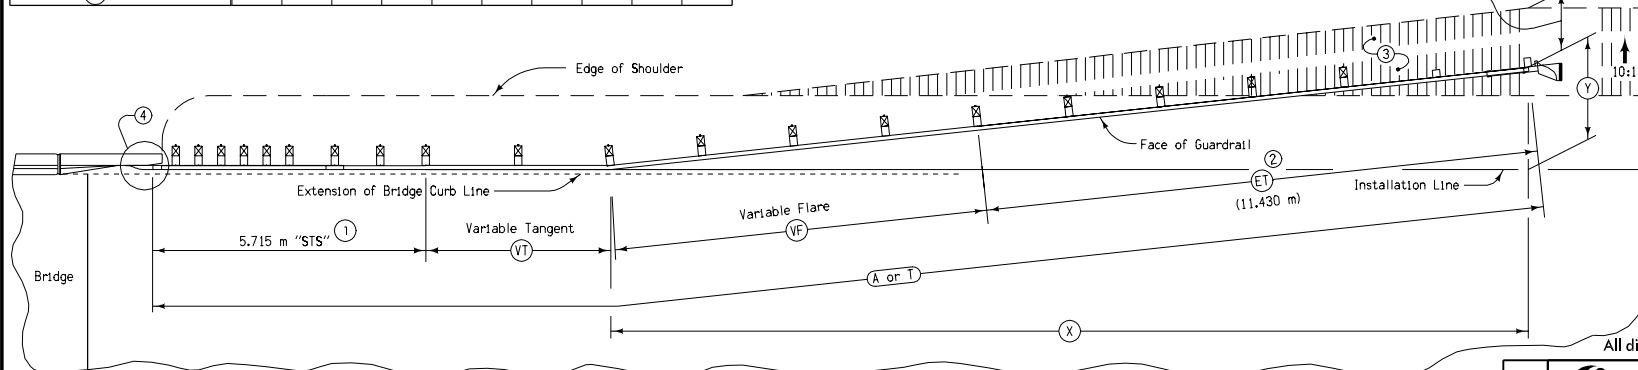 3
Edge of Shoulder
4
Y
10:1
Face of Guardrail
2
Extension of Bridge Curb Line
ET
Installation Line
(11.430 m)
Variable Flare
VF
1
5.715 m "STS"
Variable Tangent
VT
Bridge
A or T
X
All di